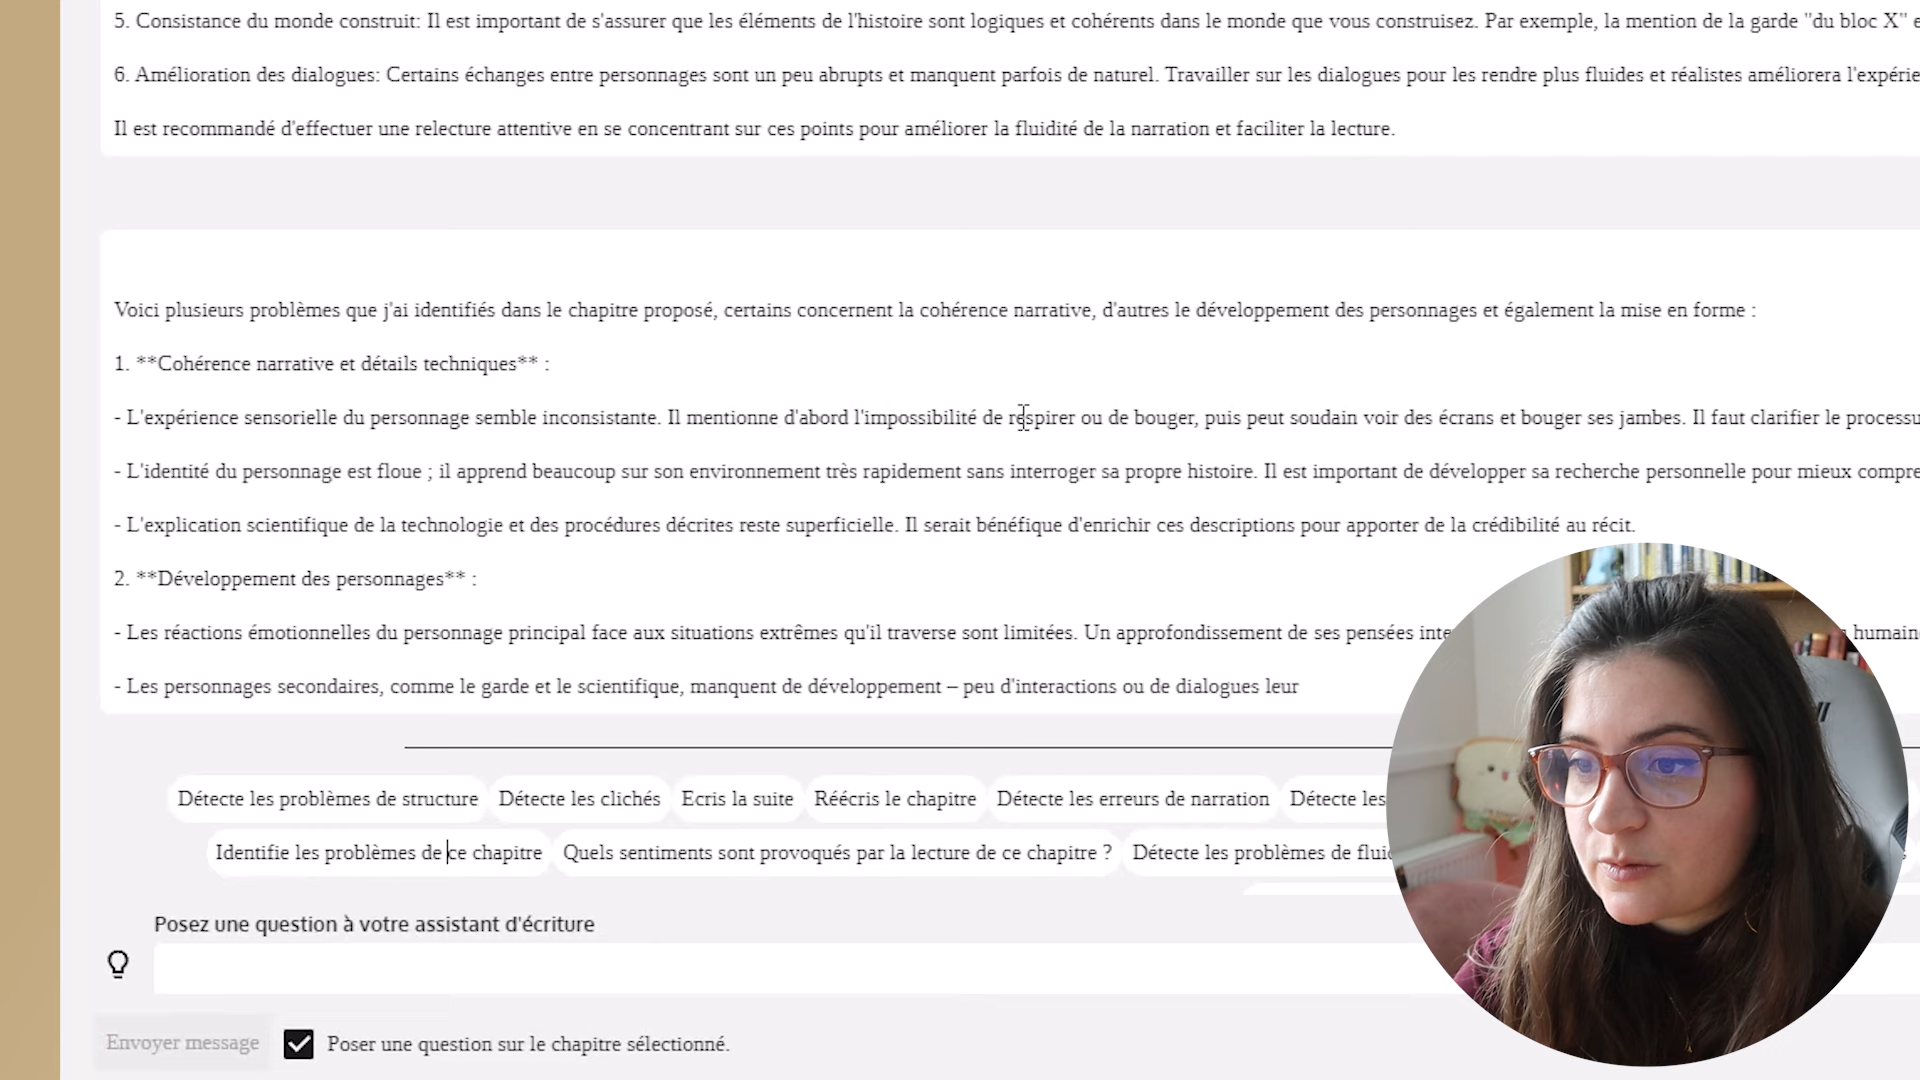 5. Consistance du monde construit: Il est important de s'assurer que les éléments de l'histoire sont logiques et cohérents dans le monde que vous construisez. Par exemple, la mention de la garde "du bloc X"
6. Amélioration des dialogues: Certains échanges entre personnages sont un peu abrupts et manquent parfois de naturel. Travailler sur les dialogues pour les rendre plus fluides et réalistes améliorera
Il est recommandé d'effectuer une relecture attentive en se concentrant sur ces points pour améliorer la fluidité de la narration et faciliter la lecture.
Voici plusieurs problèmes que j'ai identifiés dans le chapitre proposé, certains concernent la cohérence narrative, d'autres le développement des personnages et également la mise en forme :
1. **Cohérence narrative et détails techniques** :
- L'expérience sensorielle du personnage semble inconsistante. Il mentionne d'abord l'impossibilité de respirer ou de bouger, puis peut soudain voir des écrans et bouger ses jambes. Il faut clarifier le
- L'identité du personnage est floue ; il apprend beaucoup sur son environnement très rapidement sans interroger sa propre histoire. Il est important de développer sa recherche personnelle pour mieux
- L'explication scientifique de la technologie et des procédures décrites reste superficielle. Il serait bénéfique d'enrichir ces descriptions pour apporter de la crédibilité au récit.
2. **Développement des personnages** :
- Les réactions émotionnelles du personnage principal face aux situations extrêmes qu'il traverse sont limitées. Un approfondissement de ses pensées
- Les personnages secondaires, comme le garde et le scientifique, manquent de développement – peu d'interactions ou de dialogues leur
Détecte les problèmes de structure Détecte les clichés Ecris la suite Réécris le chapitre Détecte les erreurs de narration Détecte les
Identifie les problèmes de ce chapitre Quels sentiments sont provoqués par la lecture de ce chapitre ? Détecte les problèmes de
Posez une question à votre assistant d'écriture
Envoyer message Poser une question sur le chapitre sélectionné.